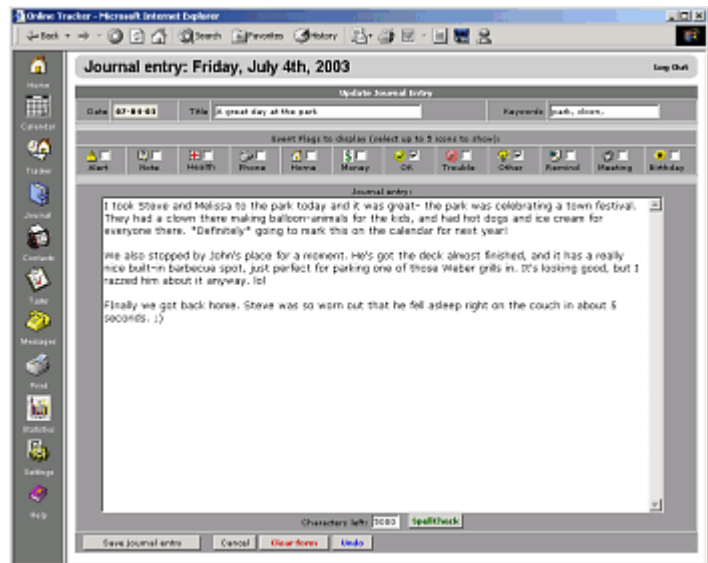 Online Tracker - Microsoft Internet Explorer
Back Search Favorites History
Journal entry: Friday, July 4th, 2003 Log Out
Update Journal Entry
Date 07-04-03 Title A great day at the park Keywords park, clown,
Event Flags to display (select up to 5 icons to show):
Alert Note Health Phone Home Money OK Trouble Other Remind Meeting Birthday
Journal entry:
I took Steve and Melissa to the park today and it was great- the park was celebrating a town festival.
They had a clown there making balloon-animals for the kids, and had hot dogs and ice cream for
everyone there. *Definitely* going to mark this on the calendar for next year!
We also stopped by John's place for a moment. He's got the deck almost finished, and it has a really
nice built-in barbecue spot, just perfect for parking one of those Weber grills in. It's looking good, but I
razzed him about it anyway. lol
Finally we got back home. Steve was so worn out that he fell asleep right on the couch in about 5
seconds. ;)
Characters left: 5000 SpellCheck
Save journal entry Cancel Clear form Undo
Home
Calendar
Tracker
Journal
Contacts
Tasks
Messages
Print
Statistics
Settings
Help